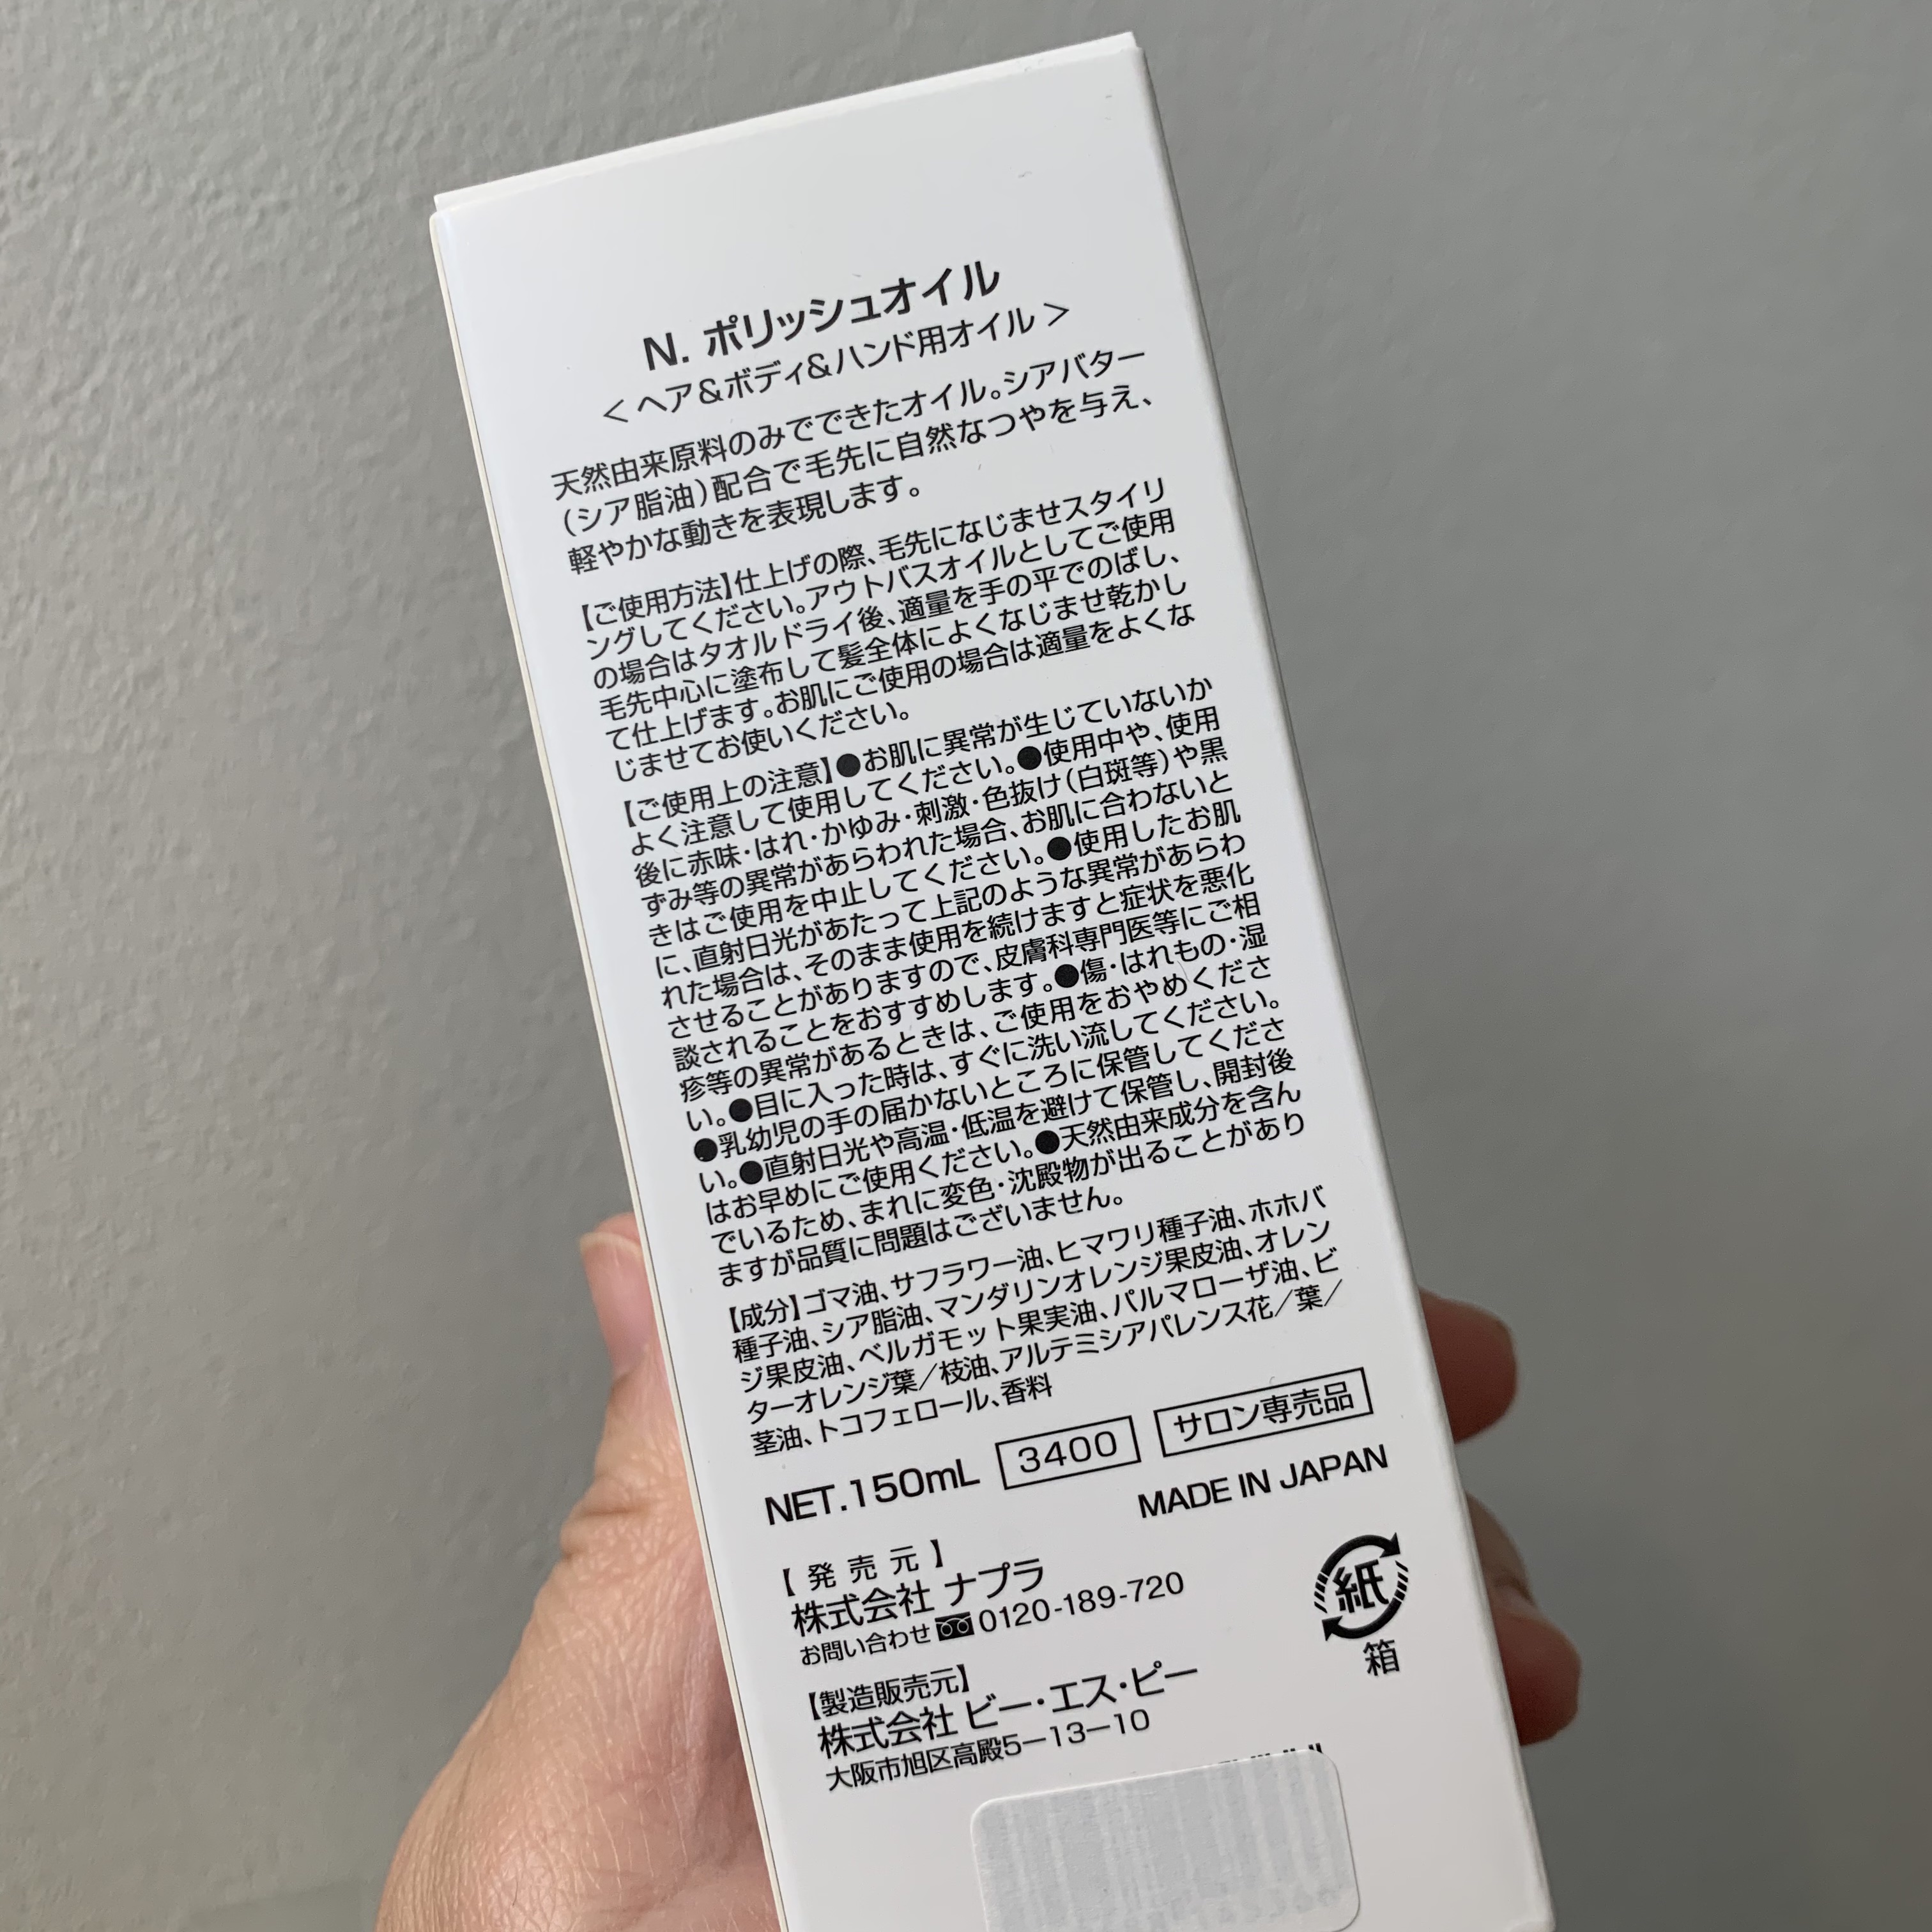 N. ポリッシュオイル
＜ヘア&ボディ&ハンド用オイル＞
天然由来原料のみでできたオイル。シアバター
（シア脂油）配合で毛先に自然なつやを与え、
軽やかな動きを表現します。
【ご使用方法】仕上げの際、毛先になじませスタイリ
ングしてください。アウトバスオイルとしてご使用
の場合はタオルドライ後、適量を手の平でのばし、
毛先中心に塗布して髪全体によくなじませ乾かし
て仕上げます。お肌にご使用の場合は適量をよくな
じませてお使いください。
【ご使用上の注意】●お肌に異常が生じていないか
よく注意して使用してください。●使用中や、使用
後に赤味・はれ・かゆみ・刺激・色抜け（白斑等）や黒
ずみ等の異常があらわれた場合、お肌に合わないと
きはご使用を中止してください。●使用したお肌
に、直射日光があたって上記のような異常があらわ
れた場合は、そのまま使用を続けますと症状を悪化
させることがありますので、皮膚科専門医等にご相
談されることをおすすめします。●傷・はれもの・湿
疹等の異常があるときは、ご使用をおやめくださ
い。●目に入った時は、すぐに洗い流してください。
●乳幼児の手の届かないところに保管してくださ
い。●直射日光や高温・低温を避けて保管し、開封後
はお早めにご使用ください。●天然由来成分を含ん
でいるため、まれに変色・沈殿物が出ることがあり
ますが品質に問題はございません。
【成分】ゴマ油、サフラワー油、ヒマワリ種子油、ホホバ
種子油、シア脂油、マンダリンオレンジ果皮油、オレン
ジ果皮油、ベルガモット果実油、パルマローザ油、ビ
ターオレンジ葉／枝油、アルテミシアパレンス花／葉／
茎油、トコフェロール、香料
NET.150mL 3400 サロン専売品
MADE IN JAPAN
【発売元】
株式会社 ナプラ
お問い合わせ 0120-189-720
紙
箱
【製造販売元】
株式会社 ビー・エス・ピー
大阪市旭区高殿5－13－10